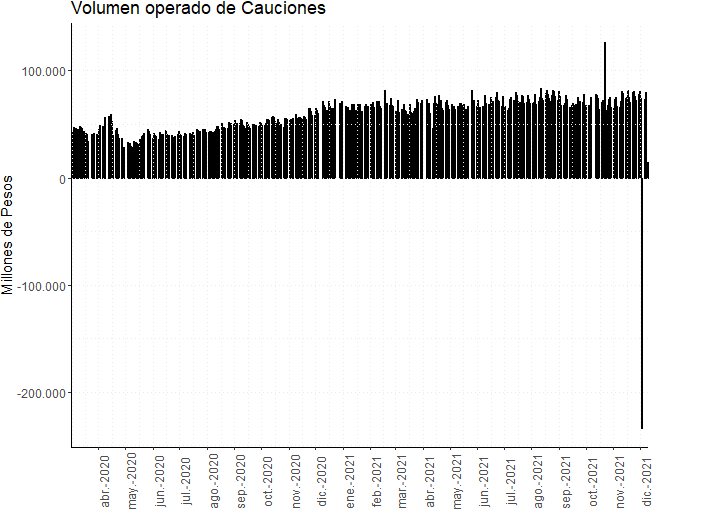 Volumen operado de Cauciones
Millones de Pesos
100.000
0
-100.000
-200.000
abr.-2020
may.-2020
jun.-2020
jul.-2020
ago.-2020
sep.-2020
oct.-2020
nov.-2020
dic.-2020
ene.-2021
feb.-2021
mar.-2021
abr.-2021
may.-2021
jun.-2021
jul.-2021
ago.-2021
sep.-2021
oct.-2021
nov.-2021
dic.-2021